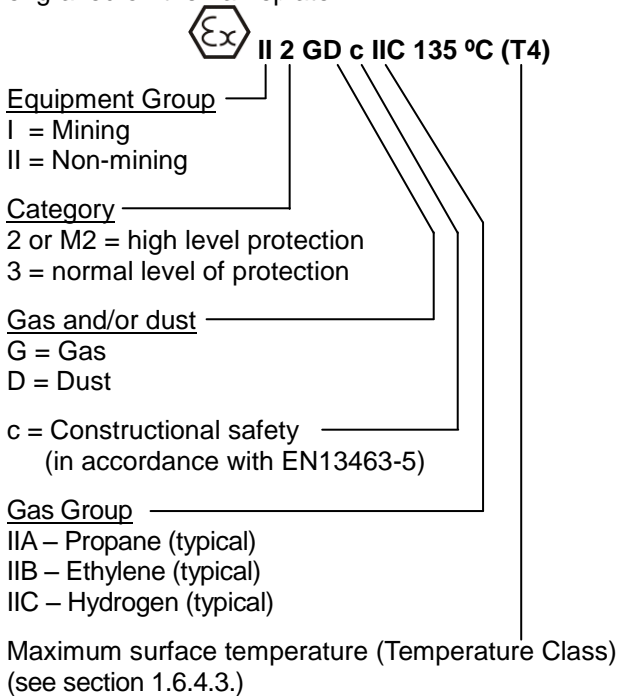 εx II 2 GD c IIC 135 ºC (T4)
Equipment Group
I = Mining
II = Non-mining
Category
2 or M2 = high level protection
3 = normal level of protection
Gas and/or dust
G = Gas
D = Dust
c = Constructional safety
(in accordance with EN13463-5)
Gas Group
IIA – Propane (typical)
IIB – Ethylene (typical)
IIC – Hydrogen (typical)
Maximum surface temperature (Temperature Class)
(see section 1.6.4.3.)